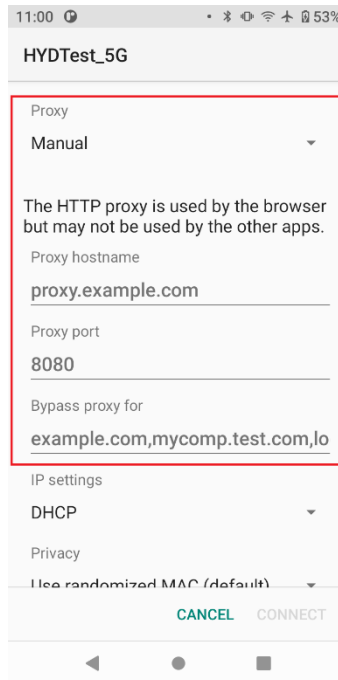 11:00 53%
HYDTest_5G
Proxy
Manual
The HTTP proxy is used by the browser
but may not be used by the other apps.
Proxy hostname
proxy.example.com
Proxy port
8080
Bypass proxy for
example.com,mycomp.test.com,lo
IP settings
DHCP
Privacy
Use randomized MAC (default)
CANCEL CONNECT